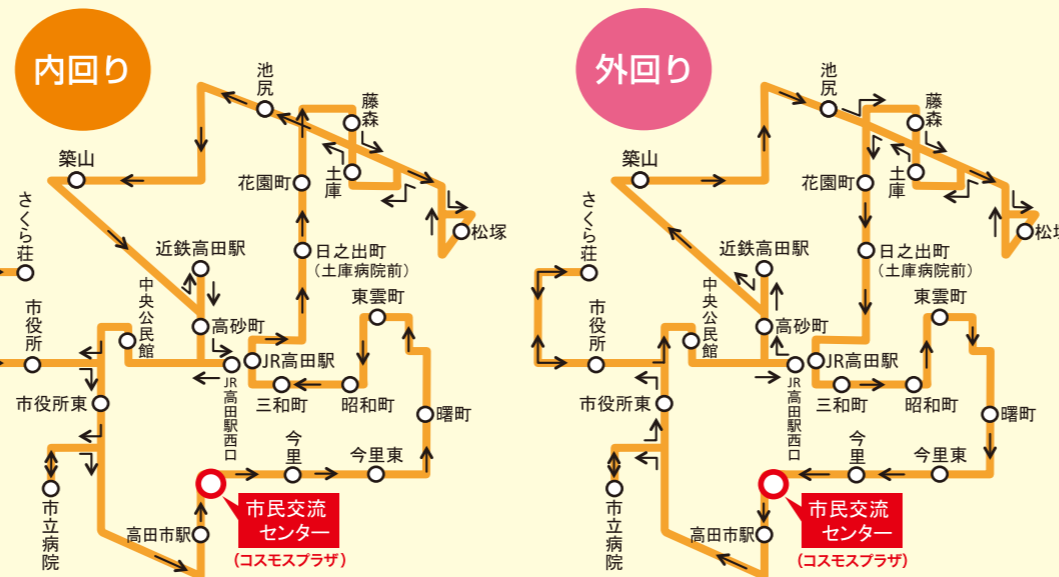 内回り
池尻
藤森
築山
花園町
土庫
さくら荘
松塚
近鉄高田駅
日之出町
（土庫病院前）
中央公民館
東雲町
市役所
高砂町
JR高田駅
JR高田駅西口
三和町
昭和町
市役所東
曙町
今里
今里東
市立病院
高田市駅
市民交流
センター
(コスモスプラザ)
外回り
池尻
藤森
築山
花園町
土庫
さくら荘
松塚
近鉄高田駅
日之出町
（土庫病院前）
中央公民館
東雲町
市役所
高砂町
JR高田駅
JR高田駅西口
三和町
昭和町
市役所東
曙町
今里
今里東
市立病院
高田市駅
市民交流
センター
(コスモスプラザ)